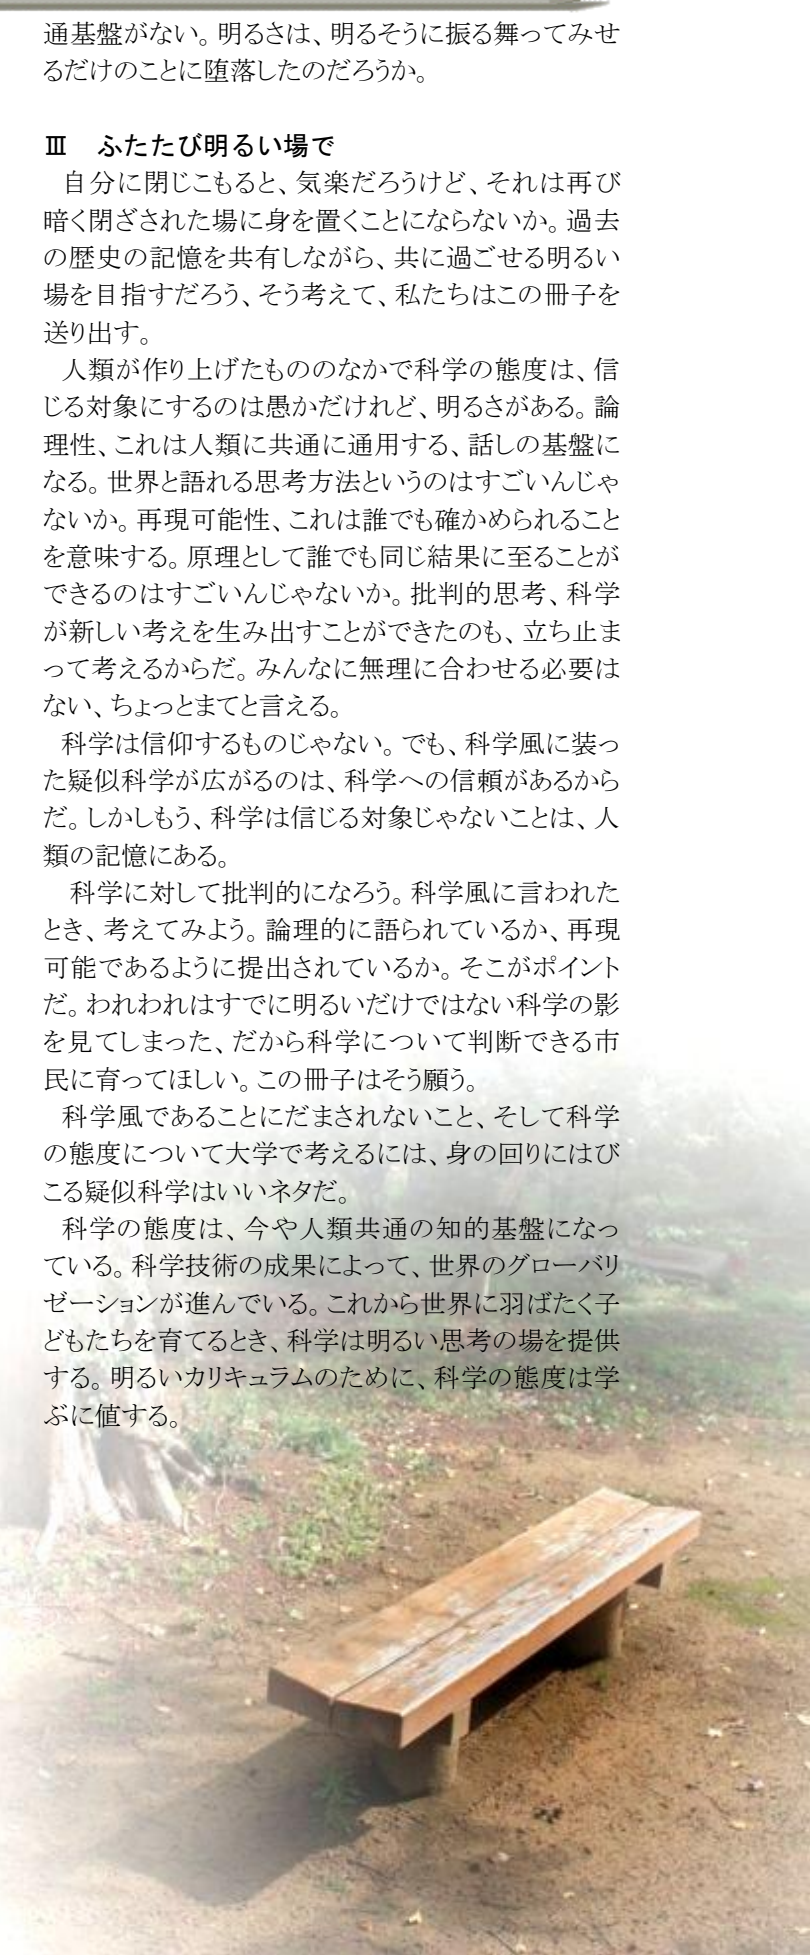 通基盤がない。明るさは、明るそうに振る舞ってみせ
るだけのことに堕落したのだろうか。
Ⅲ　ふたたび明るい場で
自分に閉じこもると、気楽だろうけど、それは再び
暗く閉ざされた場に身を置くことにならないか。過去
の歴史の記憶を共有しながら、共に過ごせる明るい
場を目指すだろう、そう考えて、私たちはこの冊子を
送り出す。
人類が作り上げたもののなかで科学の態度は、信
じる対象にするのは愚かだけれど、明るさがある。論
理性、これは人類に共通に通用する、話しの基盤に
なる。世界と語れる思考方法というのはすごいんじゃ
ないか。再現可能性、これは誰でも確かめられること
を意味する。原理として誰でも同じ結果に至ることが
できるのはすごいんじゃないか。批判的思考、科学
が新しい考えを生み出すことができたのも、立ち止ま
って考えるからだ。みんなに無理に合わせる必要は
ない、ちょっとまてと言える。
科学は信仰するものじゃない。でも、科学風に装っ
た疑似科学が広がるのは、科学への信頼があるから
だ。しかしもう、科学は信じる対象じゃないことは、人
類の記憶にある。
科学に対して批判的になろう。科学風に言われた
とき、考えてみよう。論理的に語られているか、再現
可能であるように提出されているか。そこがポイント
だ。われわれはすでに明るいだけではない科学の影
を見てしまった、だから科学について判断できる市
民に育ってほしい。この冊子はそう願う。
科学風であることにだまされないこと、そして科学
の態度について大学で考えるには、身の回りにはび
こる疑似科学はいいネタだ。
科学の態度は、今や人類共通の知的基盤になっ
ている。科学技術の成果によって、世界のグローバリ
ゼーションが進んでいる。これから世界に羽ばたく子
どもたちを育てるとき、科学は明るい思考の場を提供
する。明るいカリキュラムのために、科学の態度は学
ぶに値する。